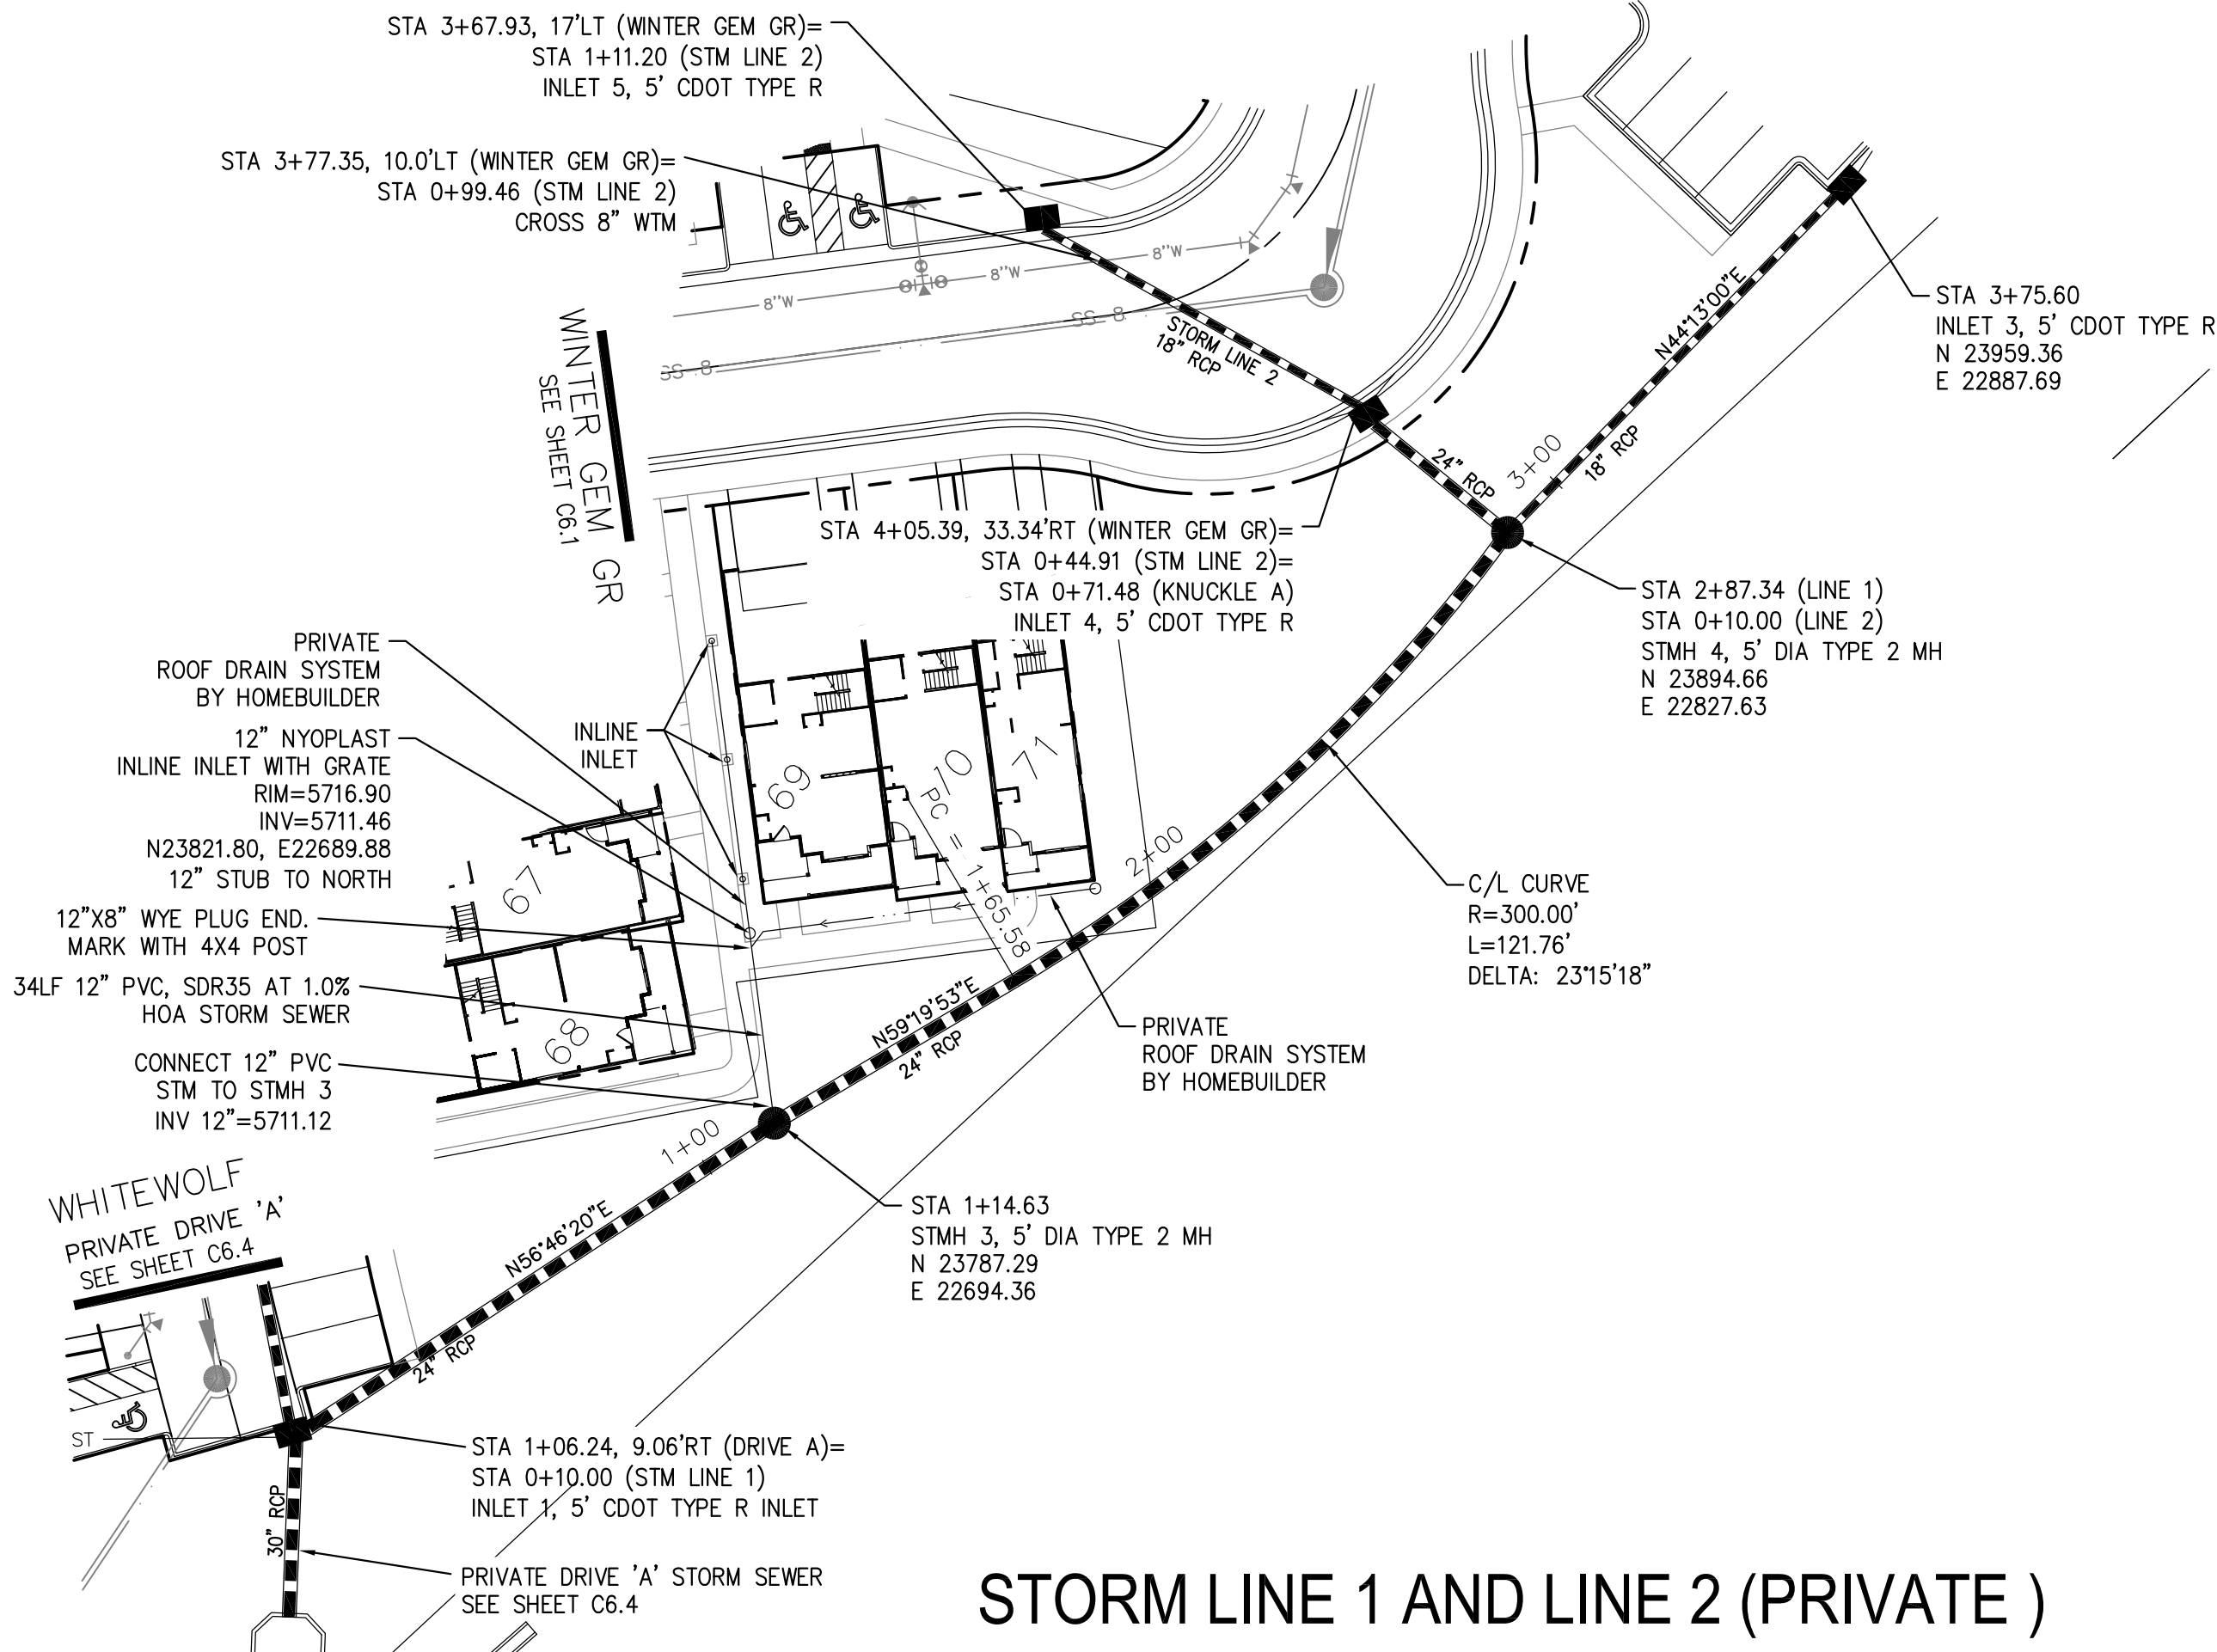 STA 3+67.93, 17'LT (WINTER GEM GR)=
STA 1+11.20 (STM LINE 2)
INLET 5, 5' CDOT TYPE R
STA 3+77.35, 10.0'LT (WINTER GEM GR)=
STA 0+99.46 (STM LINE 2)
CROSS 8" WTM
8"W
8"W
8"W
SS 8
SS 8
STORM LINE 2
18" RCP
WINTER GEM GR
SEE SHEET C6.1
N44°13'00"E
18" RCP
3+00
24" RCP
STA 3+75.60
INLET 3, 5' CDOT TYPE R
N 23959.36
E 22887.69
STA 4+05.39, 33.34'RT (WINTER GEM GR)=
STA 0+44.91 (STM LINE 2)=
STA 0+71.48 (KNUCKLE A)
INLET 4, 5' CDOT TYPE R
STA 2+87.34 (LINE 1)
STA 0+10.00 (LINE 2)
STMH 4, 5' DIA TYPE 2 MH
N 23894.66
E 22827.63
PRIVATE
ROOF DRAIN SYSTEM
BY HOMEBUILDER
INLINE
INLET
12" NYOPLAST
INLINE INLET WITH GRATE
RIM=5716.90
INV=5711.46
N23821.80, E22689.88
12" STUB TO NORTH
12"X8" WYE PLUG END.
MARK WITH 4X4 POST
34LF 12" PVC, SDR35 AT 1.0%
HOA STORM SEWER
CONNECT 12" PVC
STM TO STMH 3
INV 12"=5711.12
67
68
69
70
71
PC = 1+65.58
2+00
C/L CURVE
R=300.00'
L=121.76'
DELTA: 23°15'18"
N59°19'53"E
24" RCP
PRIVATE
ROOF DRAIN SYSTEM
BY HOMEBUILDER
1+00
STA 1+14.63
STMH 3, 5' DIA TYPE 2 MH
N 23787.29
E 22694.36
WHITEWOLF
PRIVATE DRIVE 'A'
SEE SHEET C6.4
N56°46'20"E
24" RCP
ST
30" RCP
STA 1+06.24, 9.06'RT (DRIVE A)=
STA 0+10.00 (STM LINE 1)
INLET 1, 5' CDOT TYPE R INLET
PRIVATE DRIVE 'A' STORM SEWER
SEE SHEET C6.4
STORM LINE 1 AND LINE 2 (PRIVATE )